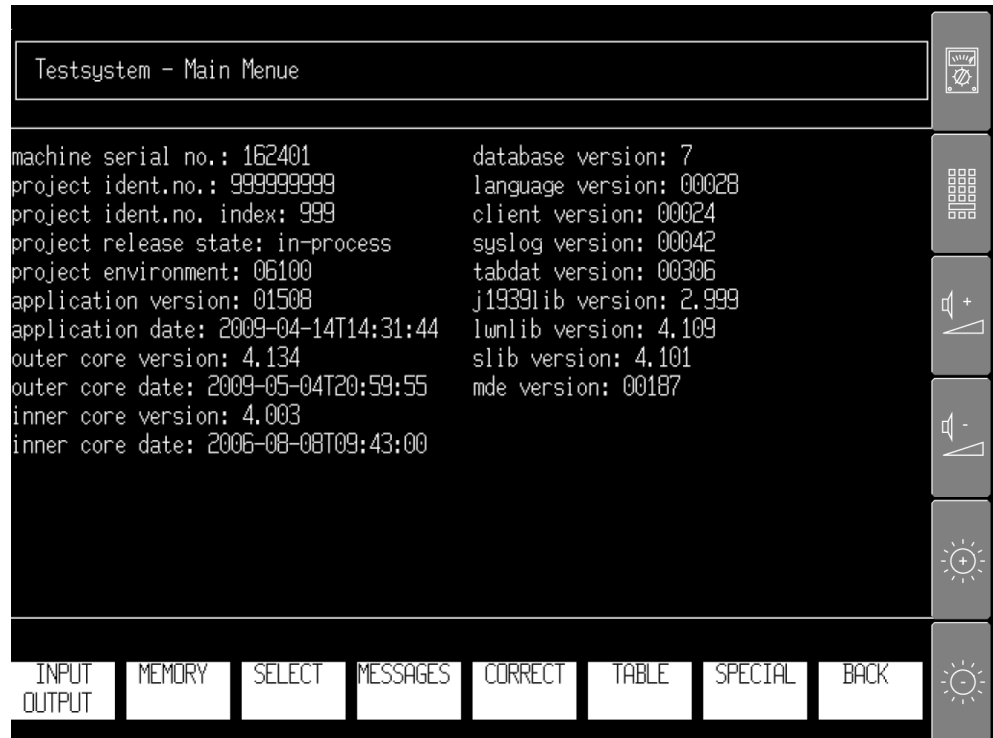 Testsystem - Main Menue
machine serial no.: 162401
project ident.no.: 999999999
project ident.no. index: 999
project release state: in-process
project environment: 06100
application version: 01508
application date: 2009-04-14T14:31:44
outer core version: 4.134
outer core date: 2009-05-04T20:59:55
inner core version: 4.003
inner core date: 2006-08-08T09:43:00
database version: 7
language version: 00028
client version: 00024
syslog version: 00042
tabdat version: 00306
j1939lib version: 2.999
lwnlib version: 4.109
slib version: 4.101
mde version: 00187
+
-
+
-
INPUT
OUTPUT
MEMORY
SELECT
MESSAGES
CORRECT
TABLE
SPECIAL
BACK